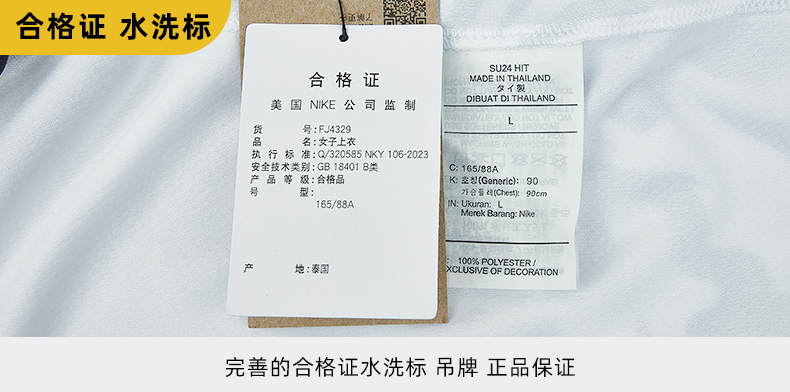 合格证 水洗标
合格证
美国 NIKE 公司监制
货 号:FJ4329
品 名:女子上衣
执行标准:Q/320585 NKY 106-2023
安全技术类别:GB 18401 B类
产品等级:合格品
号 型:
165/88A
产 地:泰国
SU24 HIT
MADE IN THAILAND
タイ製
DIBUAT DI THAILAND
L
C: 165/88A
K: 호칭(Generic): 90
가슴둘레(Chest): 90cm
IN: Ukuran: L
Merek Barang: Nike
: 100% POLYESTER /
XCLUSIVE OF DECORATION
完善的合格证水洗标 吊牌 正品保证